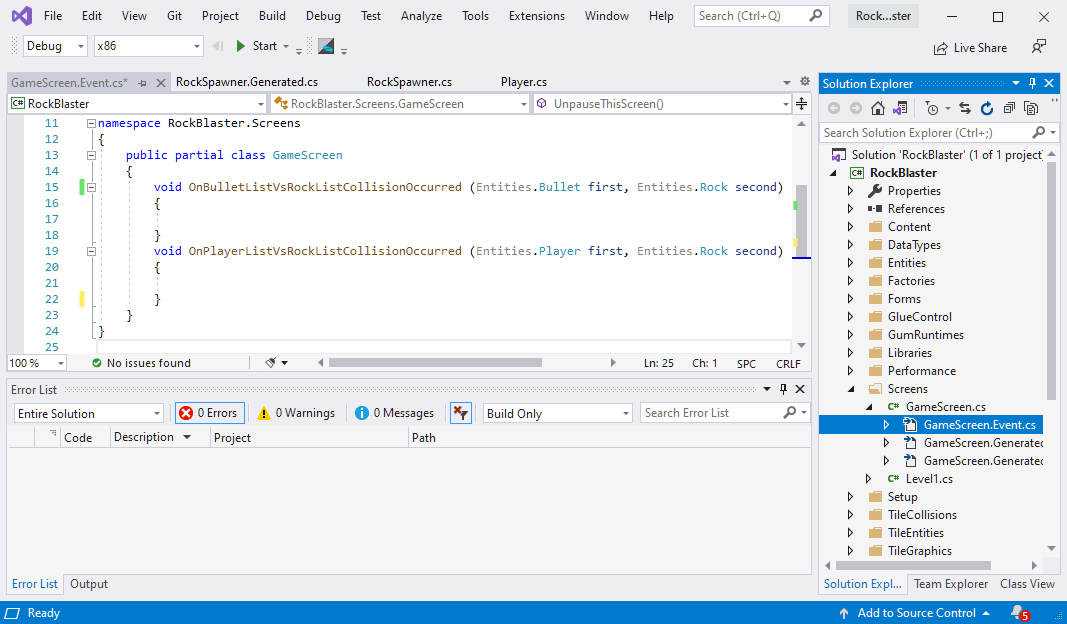 File Edit View Git Project Build Debug Test Analyze Tools Extensions Window Help Search (Ctrl+Q) Rock...ster
Debug x86 Start Live Share
GameScreen.Event.cs* RockSpawner.Generated.cs RockSpawner.cs Player.cs
C# RockBlaster RockBlaster.Screens.GameScreen UnpauseThisScreen()
11 namespace RockBlaster.Screens
12 {
13 public partial class GameScreen
14 {
15 void OnBulletListVsRockListCollisionOccurred (Entities.Bullet first, Entities.Rock second)
16 {
17
18 }
19 void OnPlayerListVsRockListCollisionOccurred (Entities.Player first, Entities.Rock second)
20 {
21
22 }
23 }
24 }
25
100 % No issues found Ln: 25 Ch: 1 SPC CRLF
Error List
Entire Solution 0 Errors 0 Warnings 0 Messages Build Only Search Error List
Code Description Project Path
Error List Output
Solution Explorer
Search Solution Explorer (Ctrl+;)
Solution 'RockBlaster' (1 of 1 project
C# RockBlaster
Properties
References
Content
DataTypes
Entities
Factories
Forms
GlueControl
GumRuntimes
Libraries
Performance
Screens
C# GameScreen.cs
GameScreen.Event.cs
GameScreen.Generated
GameScreen.Generated
C# Level1.cs
Setup
TileCollisions
TileEntities
TileGraphics
Solution Expl... Team Explorer Class View
Ready Add to Source Control 5